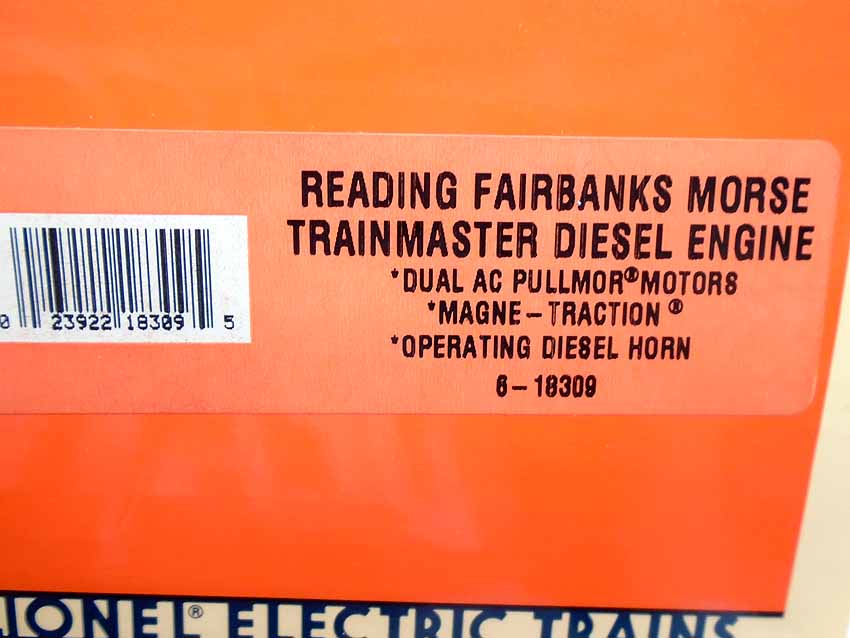 READING FAIRBANKS MORSE
TRAINMASTER DIESEL ENGINE
*DUAL AC PULLMOR® MOTORS
*MAGNE-TRACTION®
*OPERATING DIESEL HORN
6-18309
0 23922 18309 5
LIONEL® ELECTRIC TRAINS